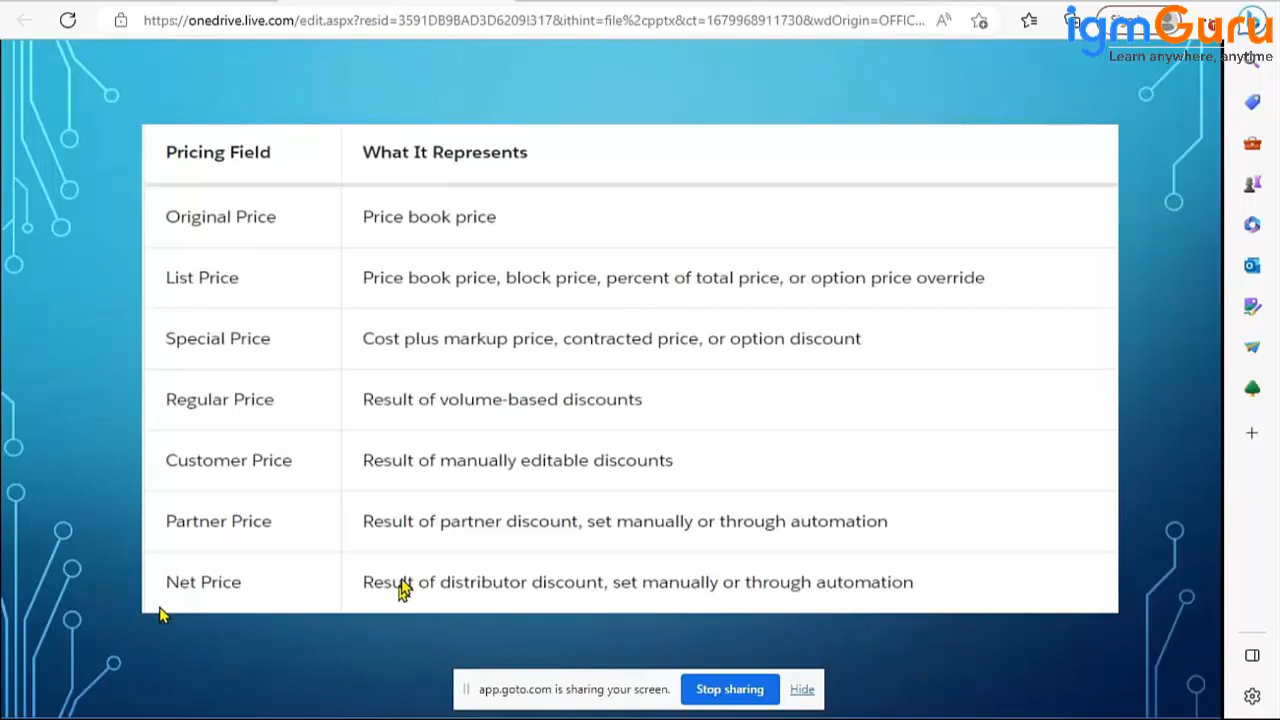 https://onedrive.live.com/edit.aspx?resid=3591DB9BAD3D6209!317&ithint=file%2cpptx&ct=1679968911730&wdOrigin=OFFIC...
igmGuru
Learn anywhere, anytime
Pricing Field What It Represents
Original Price Price book price
List Price Price book price, block price, percent of total price, or option price override
Special Price Cost plus markup price, contracted price, or option discount
Regular Price Result of volume-based discounts
Customer Price Result of manually editable discounts
Partner Price Result of partner discount, set manually or through automation
Net Price Result of distributor discount, set manually or through automation
app.goto.com is sharing your screen. Stop sharing Hide